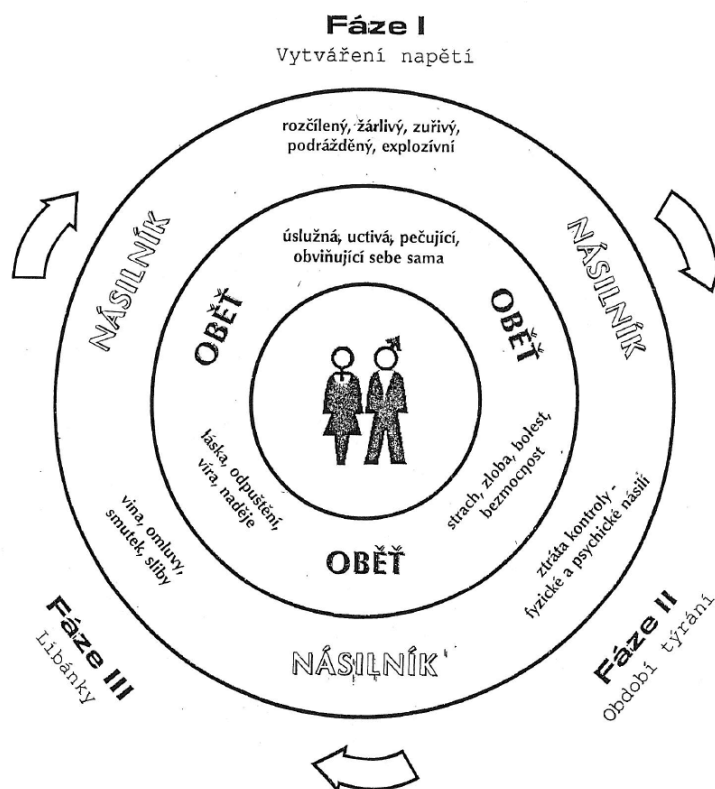 Fáze I
Vytváření napětí
rozčílený, žárlivý, zuřivý,
podrážděný, explozívní
NÁSILNÍK
NÁSILNÍK
úslužná, uctivá, pečující,
obviňující sebe sama
OBĚŤ
OBĚŤ
láska, odpuštění,
víra, naděje
strach, zloba, bolest,
bezmocnost
vina, omluvy,
smutek, sliby
ztráta kontroly -
fyzické a psychické násilí
OBĚŤ
NÁSILNÍK
Fáze III
Líbánky
Fáze II
Období týrání